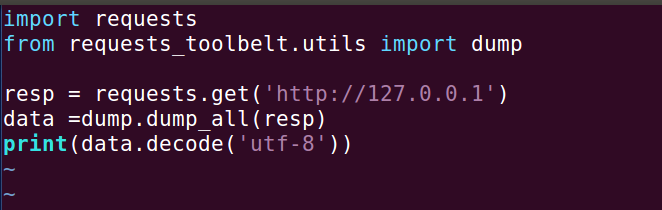 import requests
from requests_toolbelt.utils import dump
resp = requests.get('http://127.0.0.1')
data =dump.dump_all(resp)
print(data.decode('utf-8'))
~
~